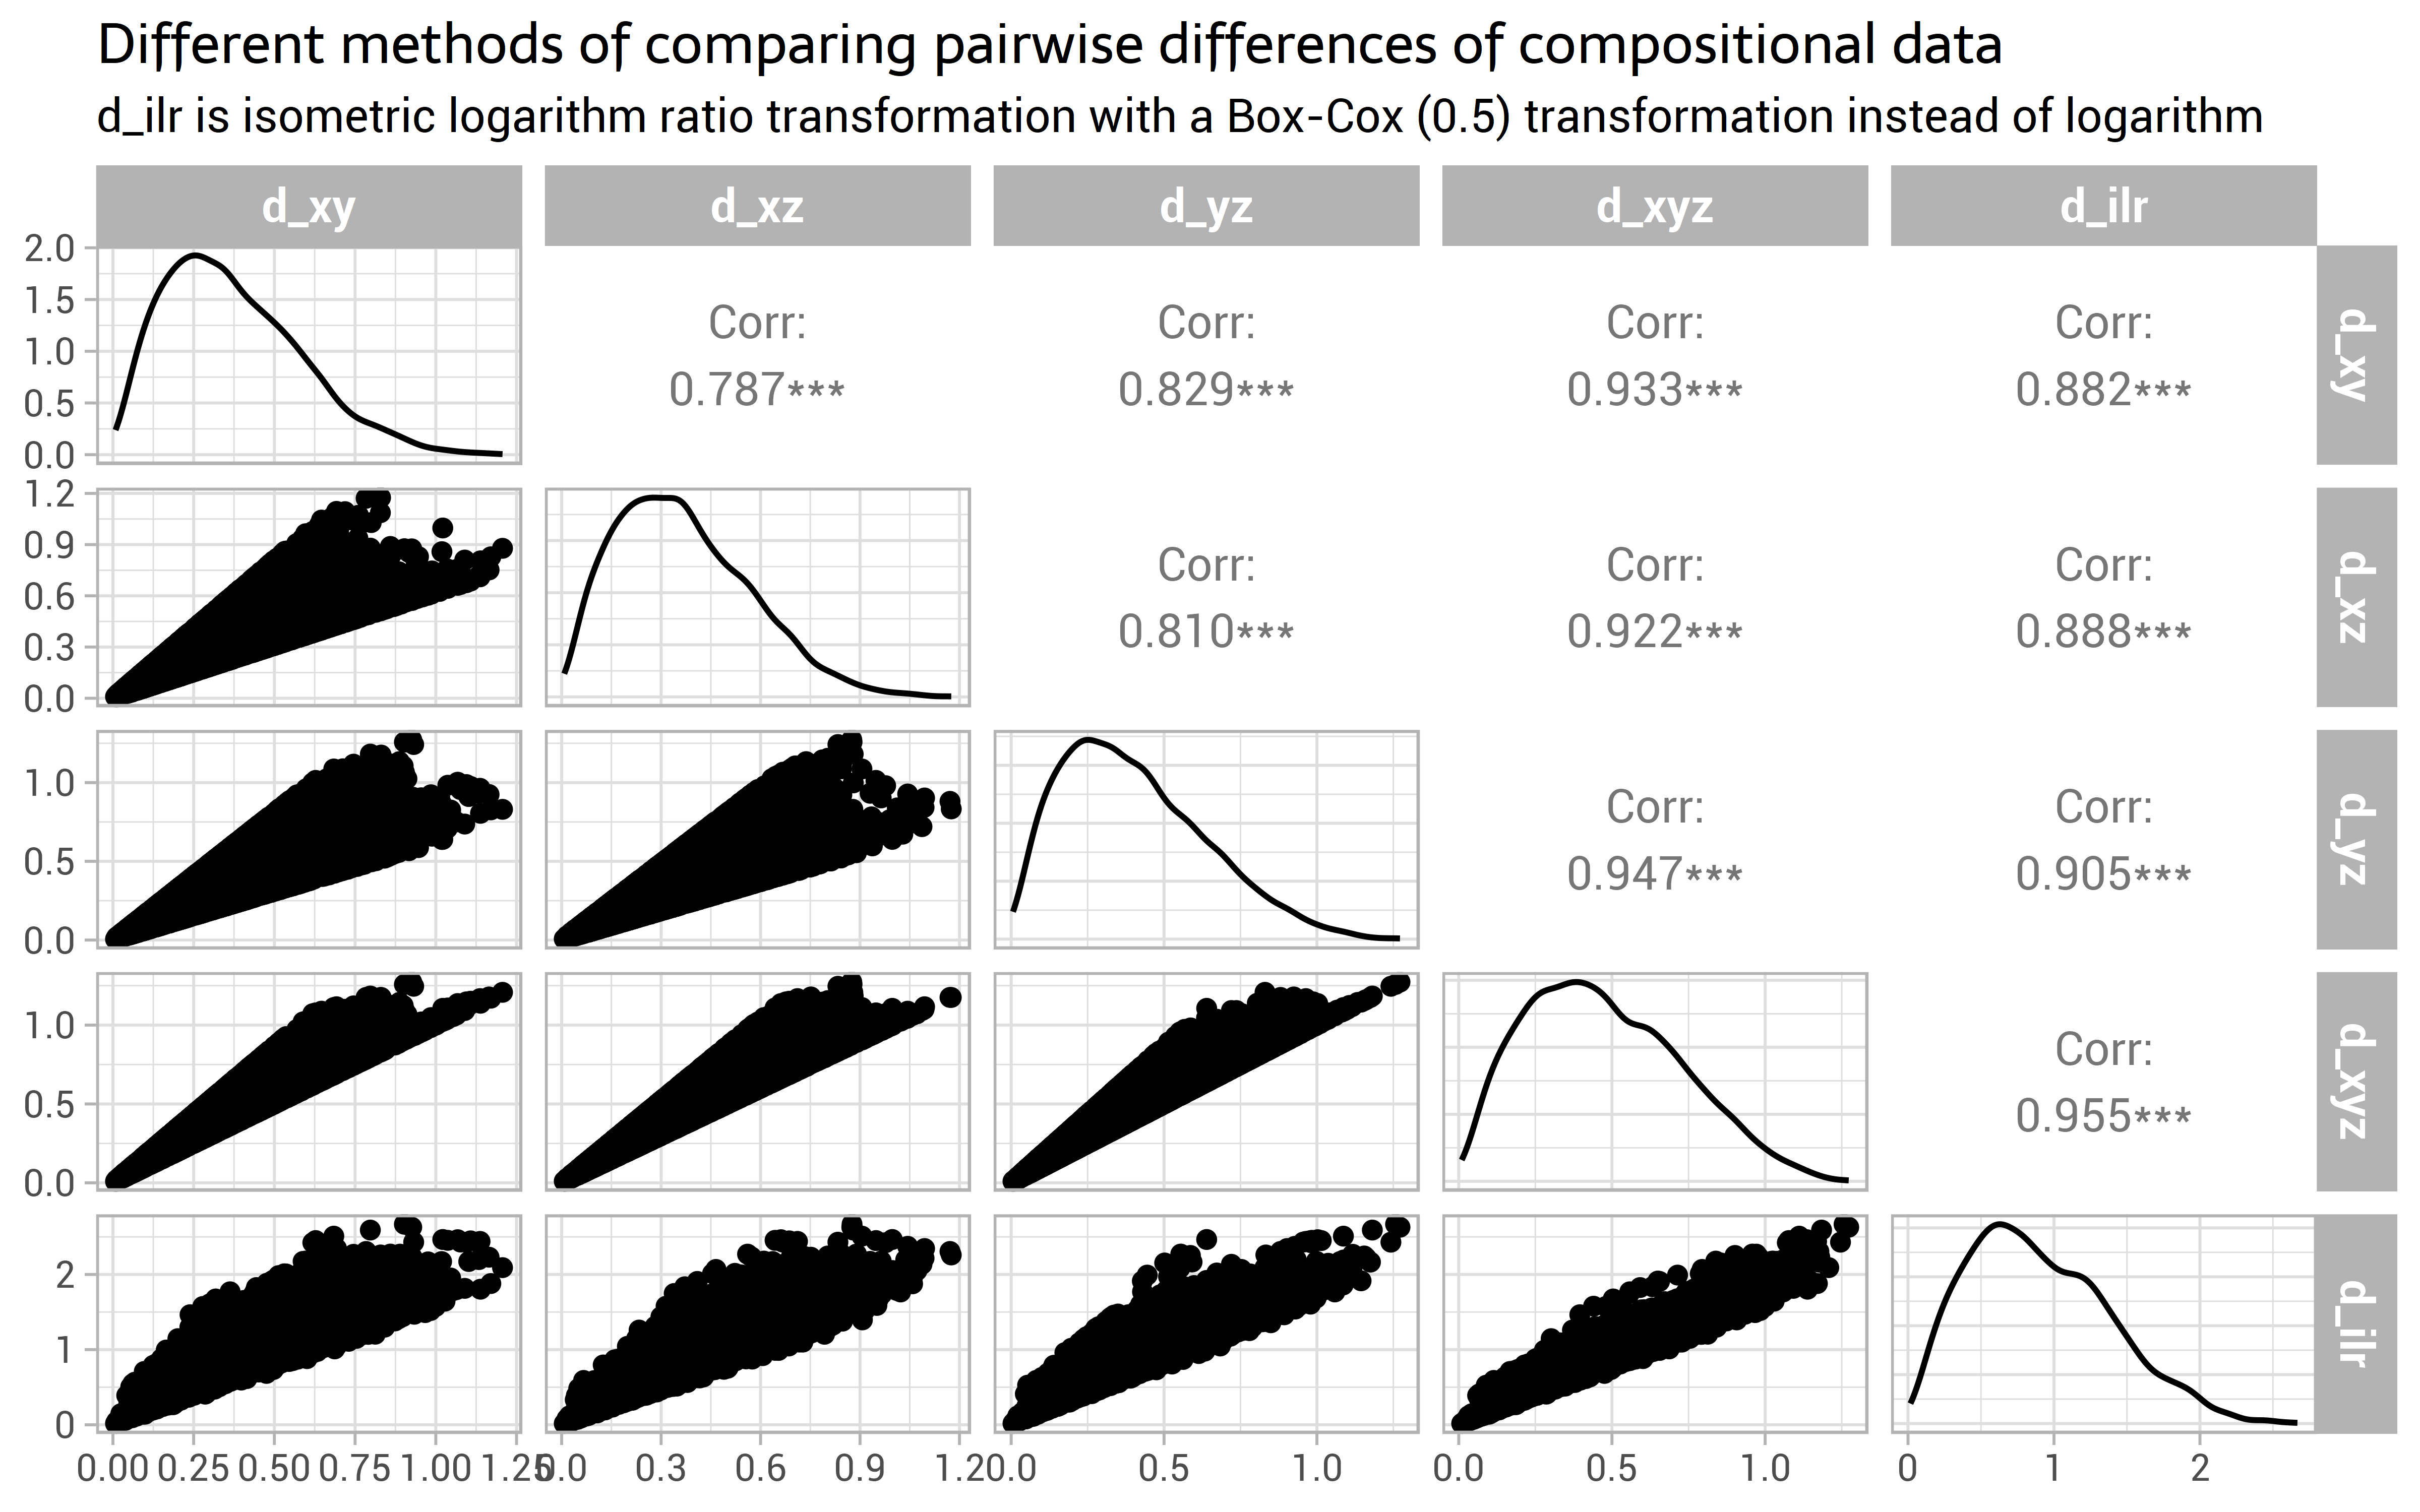 Different methods of comparing pairwise differences of compositional data
d_ilr is isometric logarithm ratio transformation with a Box-Cox (0.5) transformation instead of logarithm
d_xy d_xz d_yz d_xyz d_ilr
2.0
1.5
1.0
0.5
0.0
Corr: Corr: Corr: Corr:
0.787*** 0.829*** 0.933*** 0.882***
d_xy
1.2
0.9
0.6
0.3
0.0
Corr: Corr: Corr:
0.810*** 0.922*** 0.888***
d_xz
1.0
0.5
0.0
Corr: Corr:
0.947*** 0.905***
d_yz
1.0
0.5
0.0
Corr:
0.955***
d_xyz
2
1
0
d_ilr
0.00 0.25 0.50 0.75 1.00 1.25 0.0 0.3 0.6 0.9 1.2 0.0 0.5 1.0 0.0 0.5 1.0 0 1 2